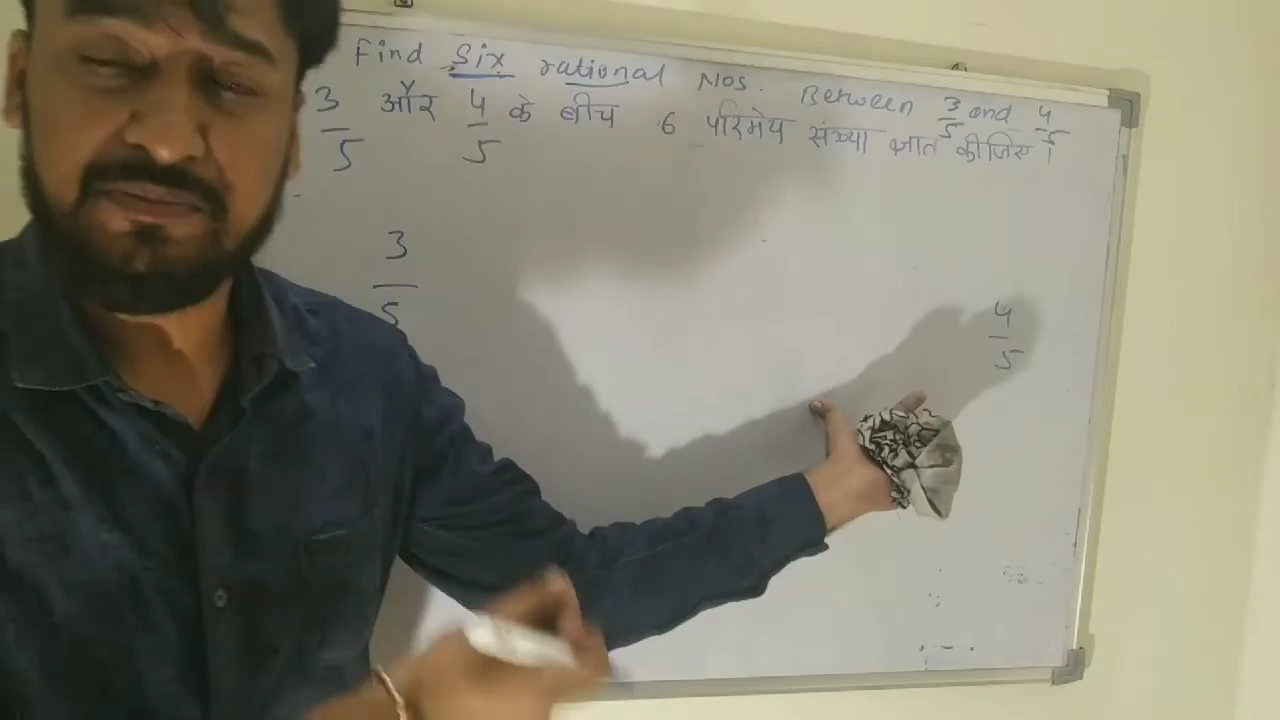 Find Six rational Nos. Between 3/5 and 4/5
3/5 और 4/5 के बीच 6 परिमेय संख्या ज्ञात कीजिए।
3/5
4/5